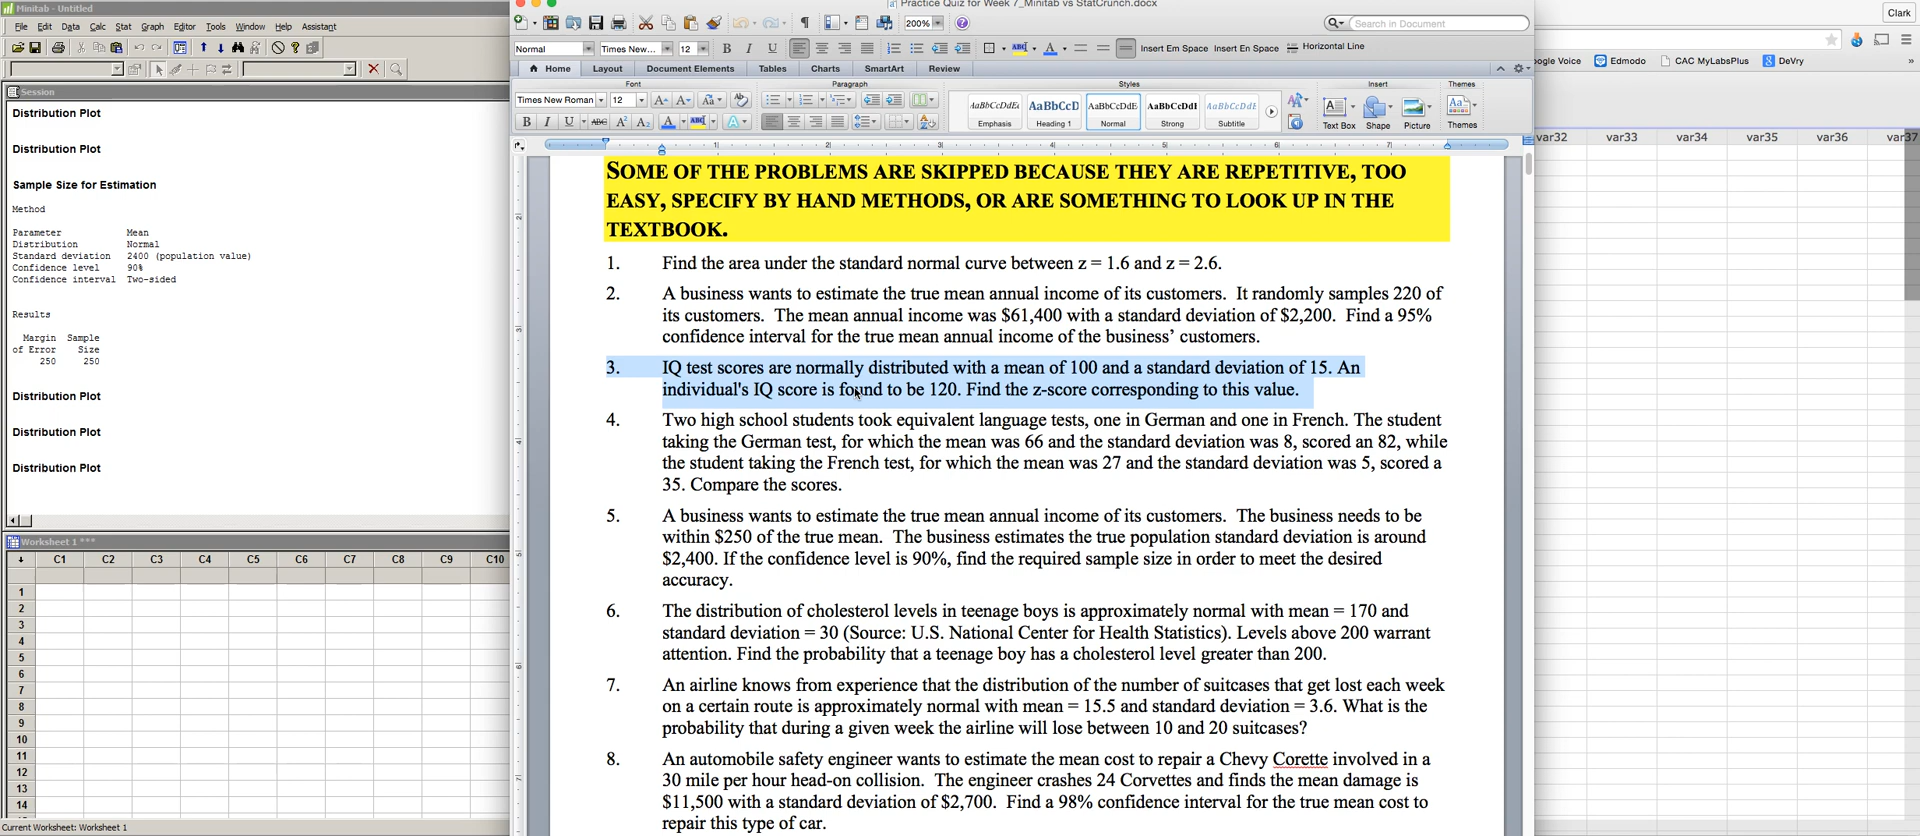 Minitab - Untitled
File Edit Data Calc Stat Graph Editor Tools Window Help Assistant
Session
Distribution Plot
Distribution Plot
Sample Size for Estimation
Method
Parameter Mean
Distribution Normal
Standard deviation 2400 (population value)
Confidence level 90%
Confidence interval Two-sided
Results
Margin Sample
of Error Size
250 250
Distribution Plot
Distribution Plot
Distribution Plot
Worksheet 1 ***
C1 C2 C3 C4 C5 C6 C7 C8 C9 C10
1
2
3
4
5
6
7
8
9
10
11
12
13
14
Current Worksheet: Worksheet 1
Practice Quiz for Week 7_Minitab vs StatCrunch.docx
200%
Search in Document
Normal Times New... 12 B I U ABC A Insert Em Space Insert En Space Horizontal Line
Home Layout Document Elements Tables Charts SmartArt Review
Font Paragraph Styles Insert Themes
Times New Roman 12
AaBbCcDdEe AaBbCcD AaBbCcDdE AaBbCcDdI AaBbCcDdE
Emphasis Heading 1 Normal Strong Subtitle
Text Box Shape Picture Themes
B I U ABC A² A₂ A ABC A
SOME OF THE PROBLEMS ARE SKIPPED BECAUSE THEY ARE REPETITIVE, TOO
EASY, SPECIFY BY HAND METHODS, OR ARE SOMETHING TO LOOK UP IN THE
TEXTBOOK.
1. Find the area under the standard normal curve between z = 1.6 and z = 2.6.
2. A business wants to estimate the true mean annual income of its customers. It randomly samples 220 of
its customers. The mean annual income was $61,400 with a standard deviation of $2,200. Find a 95%
confidence interval for the true mean annual income of the business’ customers.
3. IQ test scores are normally distributed with a mean of 100 and a standard deviation of 15. An
individual's IQ score is found to be 120. Find the z-score corresponding to this value.
4. Two high school students took equivalent language tests, one in German and one in French. The student
taking the German test, for which the mean was 66 and the standard deviation was 8, scored an 82, while
the student taking the French test, for which the mean was 27 and the standard deviation was 5, scored a
35. Compare the scores.
5. A business wants to estimate the true mean annual income of its customers. The business needs to be
within $250 of the true mean. The business estimates the true population standard deviation is around
$2,400. If the confidence level is 90%, find the required sample size in order to meet the desired
accuracy.
6. The distribution of cholesterol levels in teenage boys is approximately normal with mean = 170 and
standard deviation = 30 (Source: U.S. National Center for Health Statistics). Levels above 200 warrant
attention. Find the probability that a teenage boy has a cholesterol level greater than 200.
7. An airline knows from experience that the distribution of the number of suitcases that get lost each week
on a certain route is approximately normal with mean = 15.5 and standard deviation = 3.6. What is the
probability that during a given week the airline will lose between 10 and 20 suitcases?
8. An automobile safety engineer wants to estimate the mean cost to repair a Chevy Corette involved in a
30 mile per hour head-on collision. The engineer crashes 24 Corvettes and finds the mean damage is
$11,500 with a standard deviation of $2,700. Find a 98% confidence interval for the true mean cost to
repair this type of car.
Clark
ogle Voice Edmodo CAC MyLabsPlus DeVry »
var32 var33 var34 var35 var36 var37